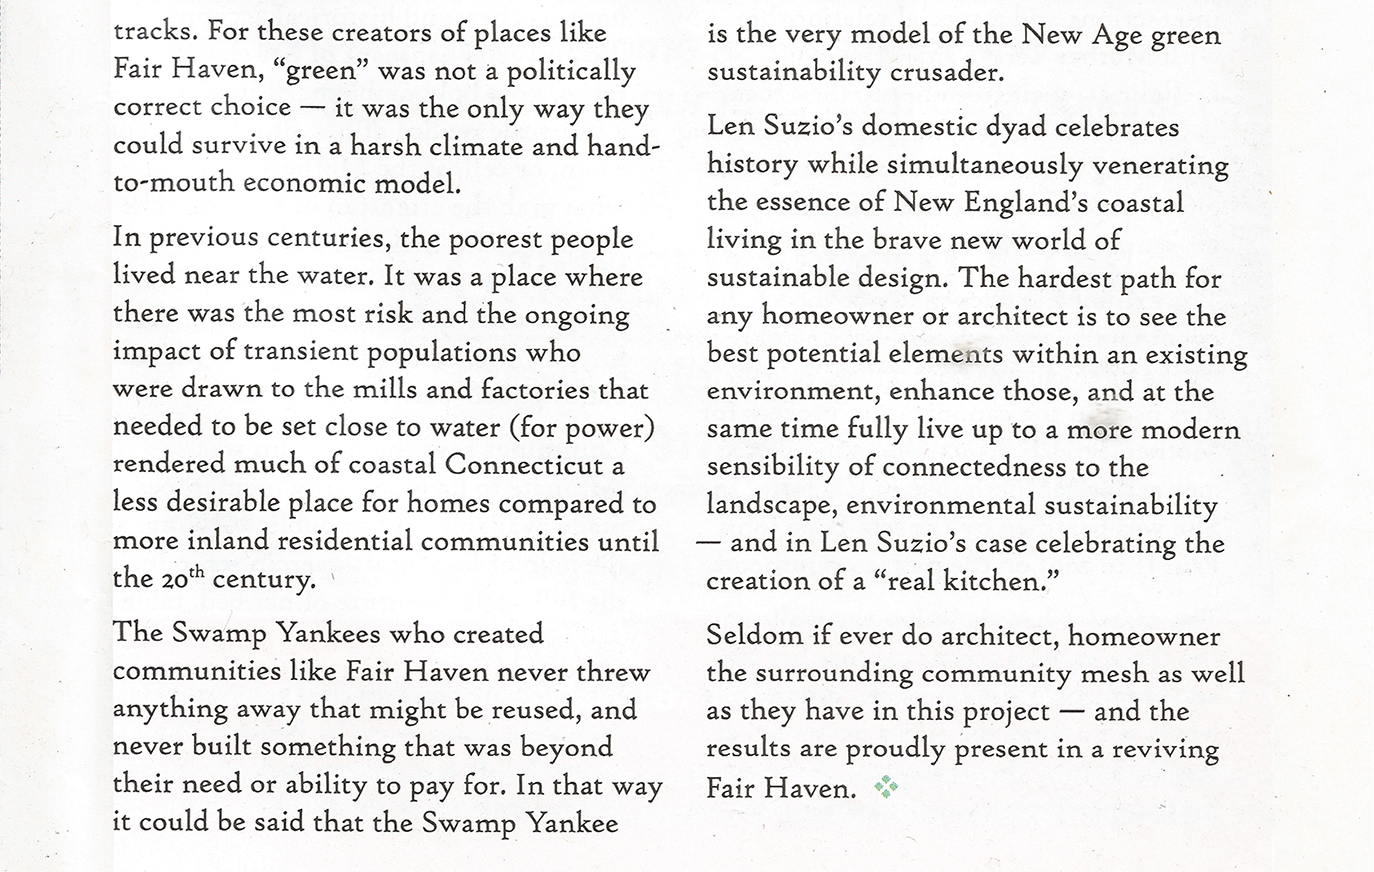 tracks. For these creators of places like
Fair Haven, “green” was not a politically
correct choice — it was the only way they
could survive in a harsh climate and hand-
to-mouth economic model.
In previous centuries, the poorest people
lived near the water. It was a place where
there was the most risk and the ongoing
impact of transient populations who
were drawn to the mills and factories that
needed to be set close to water (for power)
rendered much of coastal Connecticut a
less desirable place for homes compared to
more inland residential communities until
the 20th century.
The Swamp Yankees who created
communities like Fair Haven never threw
anything away that might be reused, and
never built something that was beyond
their need or ability to pay for. In that way
it could be said that the Swamp Yankee
is the very model of the New Age green
sustainability crusader.
Len Suzio’s domestic dyad celebrates
history while simultaneously venerating
the essence of New England’s coastal
living in the brave new world of
sustainable design. The hardest path for
any homeowner or architect is to see the
best potential elements within an existing
environment, enhance those, and at the
same time fully live up to a more modern
sensibility of connectedness to the
landscape, environmental sustainability
— and in Len Suzio’s case celebrating the
creation of a “real kitchen.”
Seldom if ever do architect, homeowner
the surrounding community mesh as well
as they have in this project — and the
results are proudly present in a reviving
Fair Haven.